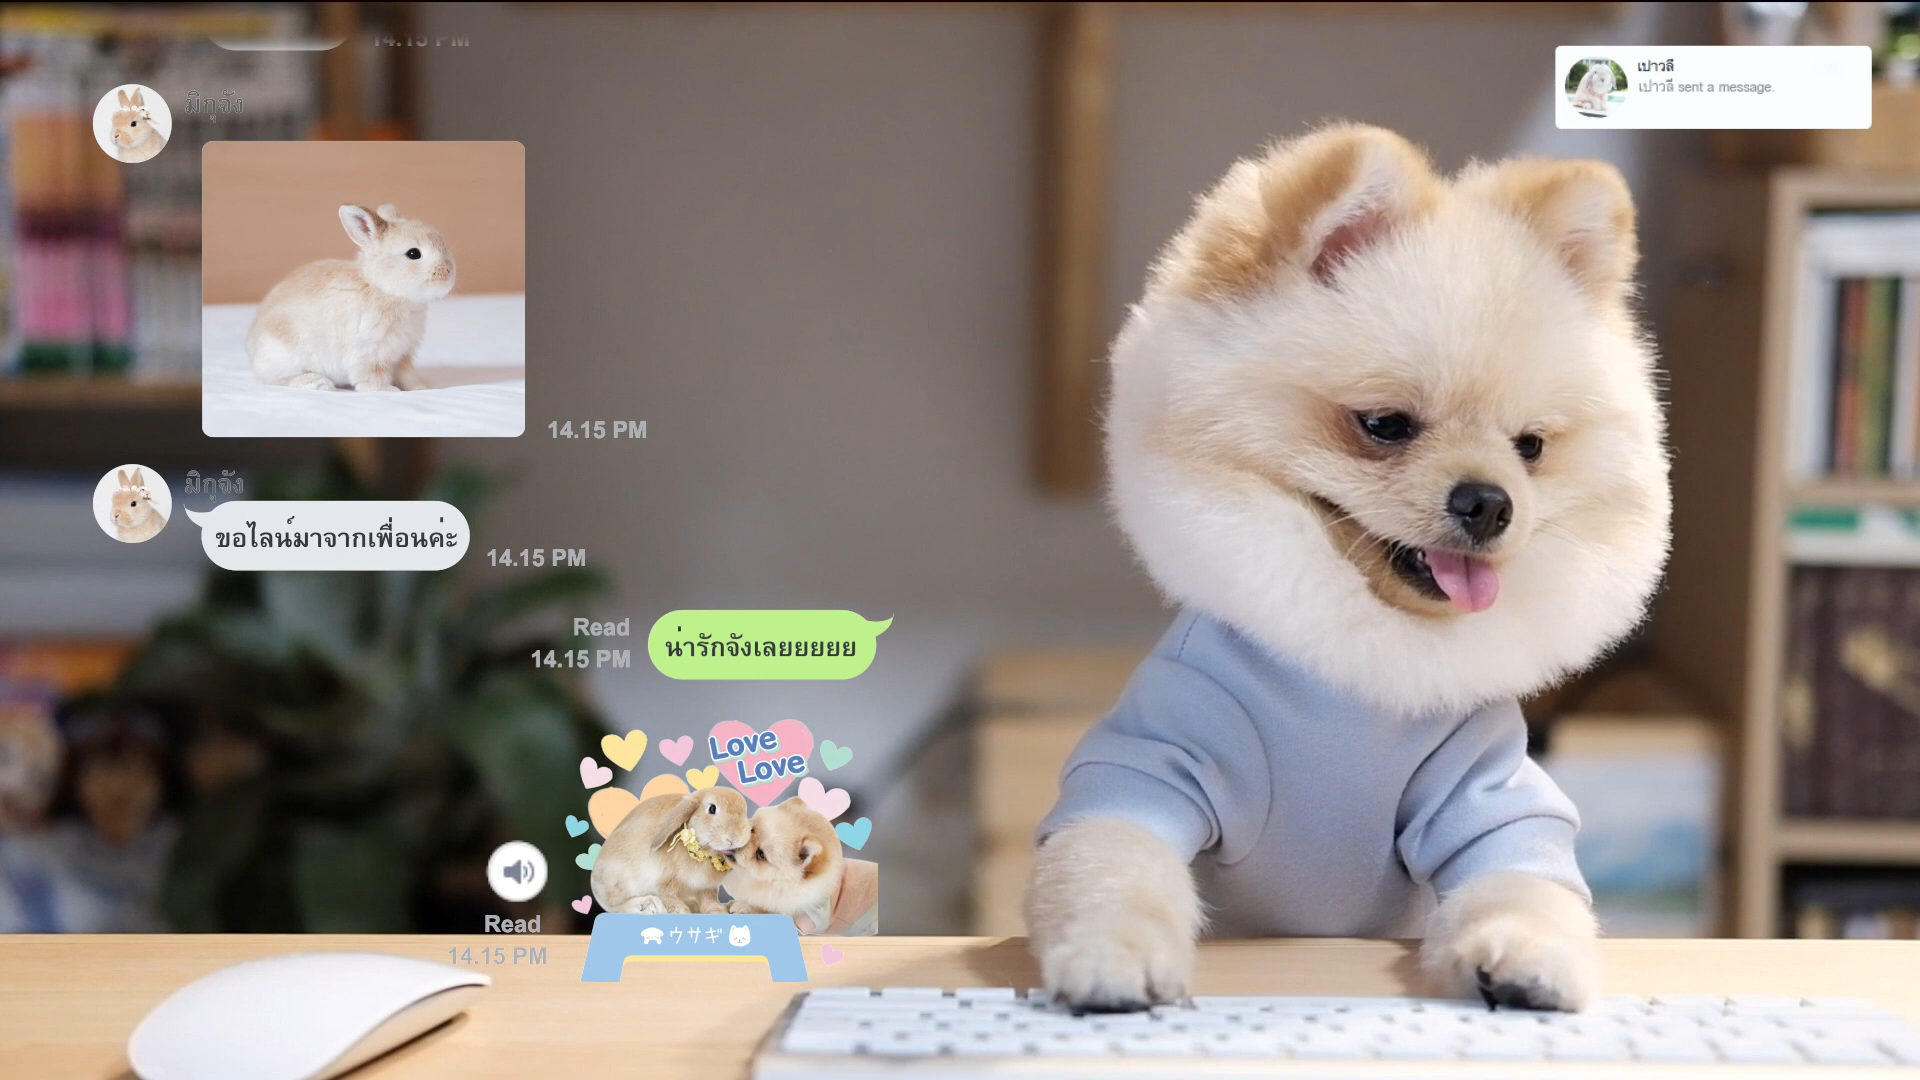 14.15 PM
เปาวลี
เปาวลี sent a message.
มิกุจัง
14.15 PM
มิกุจัง
ขอไลน์มาจากเพื่อนค่ะ
14.15 PM
Read
14.15 PM
น่ารักจังเลยยยยย
Love
Love
ウサギ
Read
14.15 PM